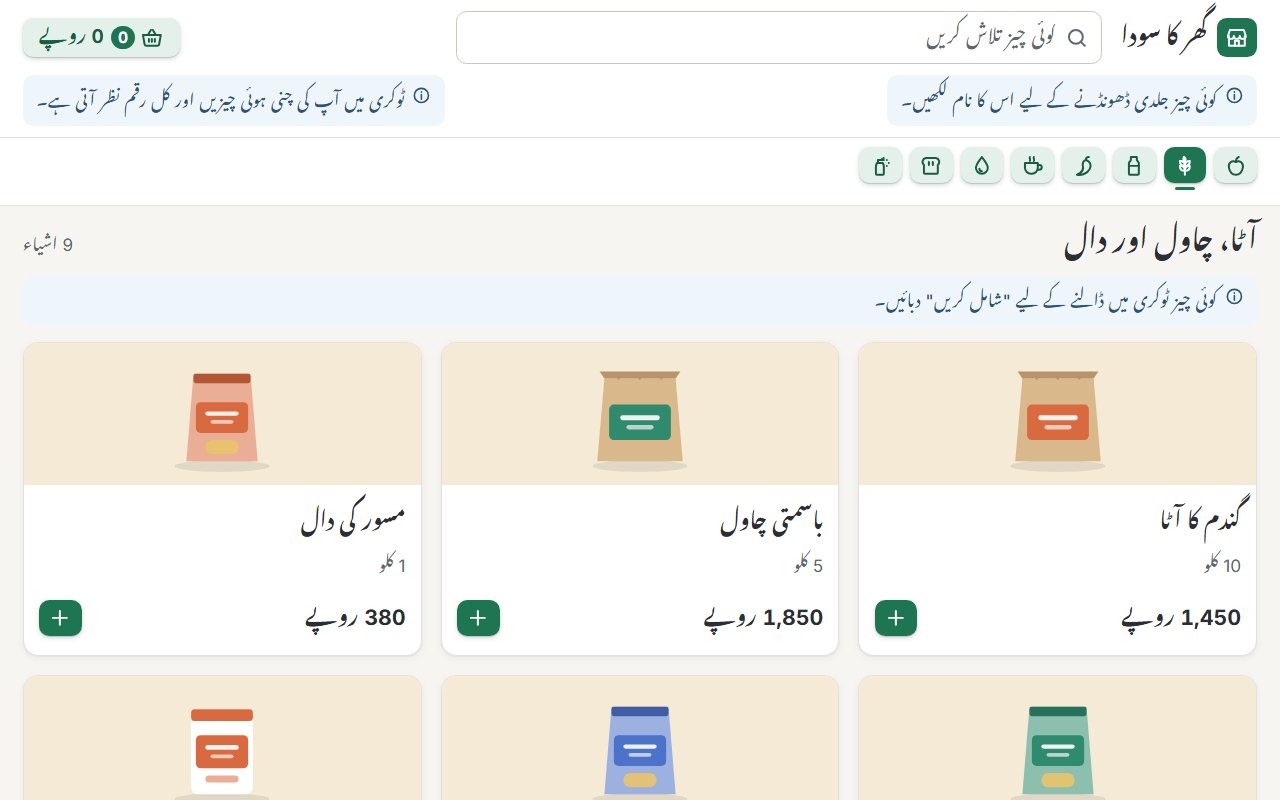 گھر کا سودا
کوئی چیز تلاش کریں
0 0 روپے
کوئی چیز جلدی ڈھونڈنے کے لیے اس کا نام لکھیں۔
ٹوکری میں آپ کی چنی ہوئی چیزیں اور کل رقم نظر آتی ہے۔
آٹا، چاول اور دال
9 اشیاء
کوئی چیز ٹوکری میں ڈالنے کے لیے "شامل کریں" دبائیں۔
گندم کا آٹا
10 کلو
1,450 روپے
باسمتی چاول
5 کلو
1,850 روپے
مسور کی دال
1 کلو
380 روپے